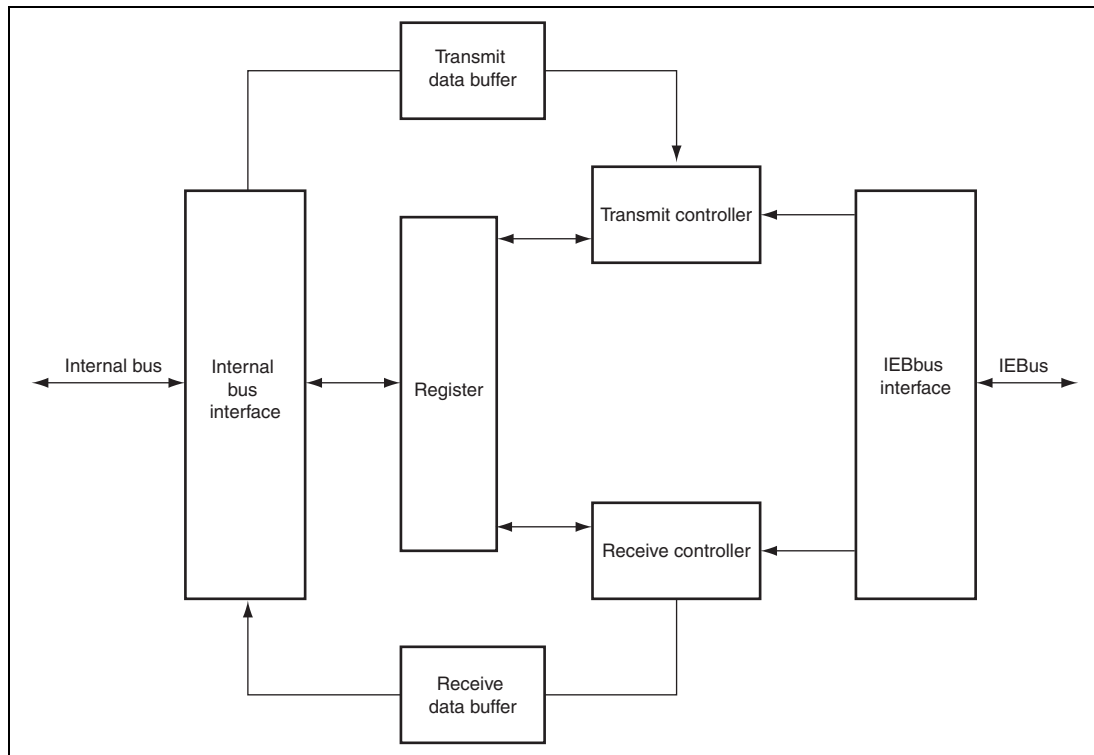 Transmit
data buffer
Transmit controller
Internal bus
Internal
bus
interface
Register
IEBbus
interface
IEBus
Receive controller
Receive
data buffer